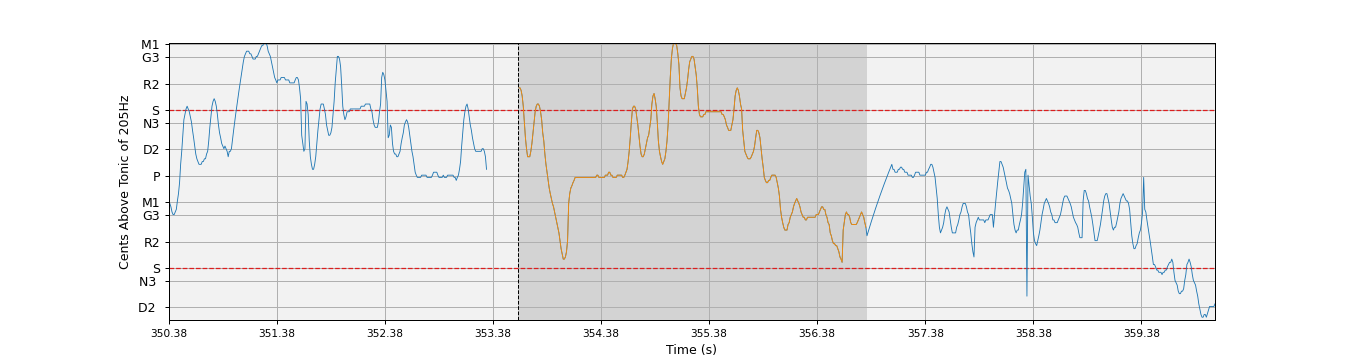 M1
G3
R2
S
N3
D2
P
M1
G3
R2
S
N3
D2
Cents Above Tonic of 205Hz
350.38 351.38 352.38 353.38 354.38 355.38 356.38 357.38 358.38 359.38
Time (s)